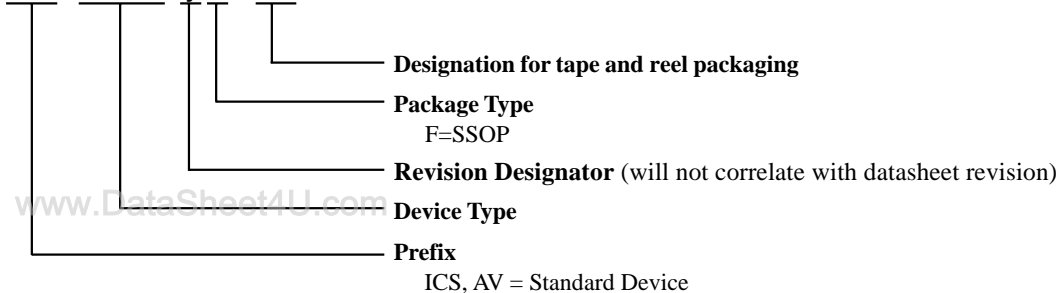 Designation for tape and reel packaging
Package Type
F=SSOP
Revision Designator (will not correlate with datasheet revision)
www.DataSheet4U.com
Device Type
Prefix
ICS, AV = Standard Device